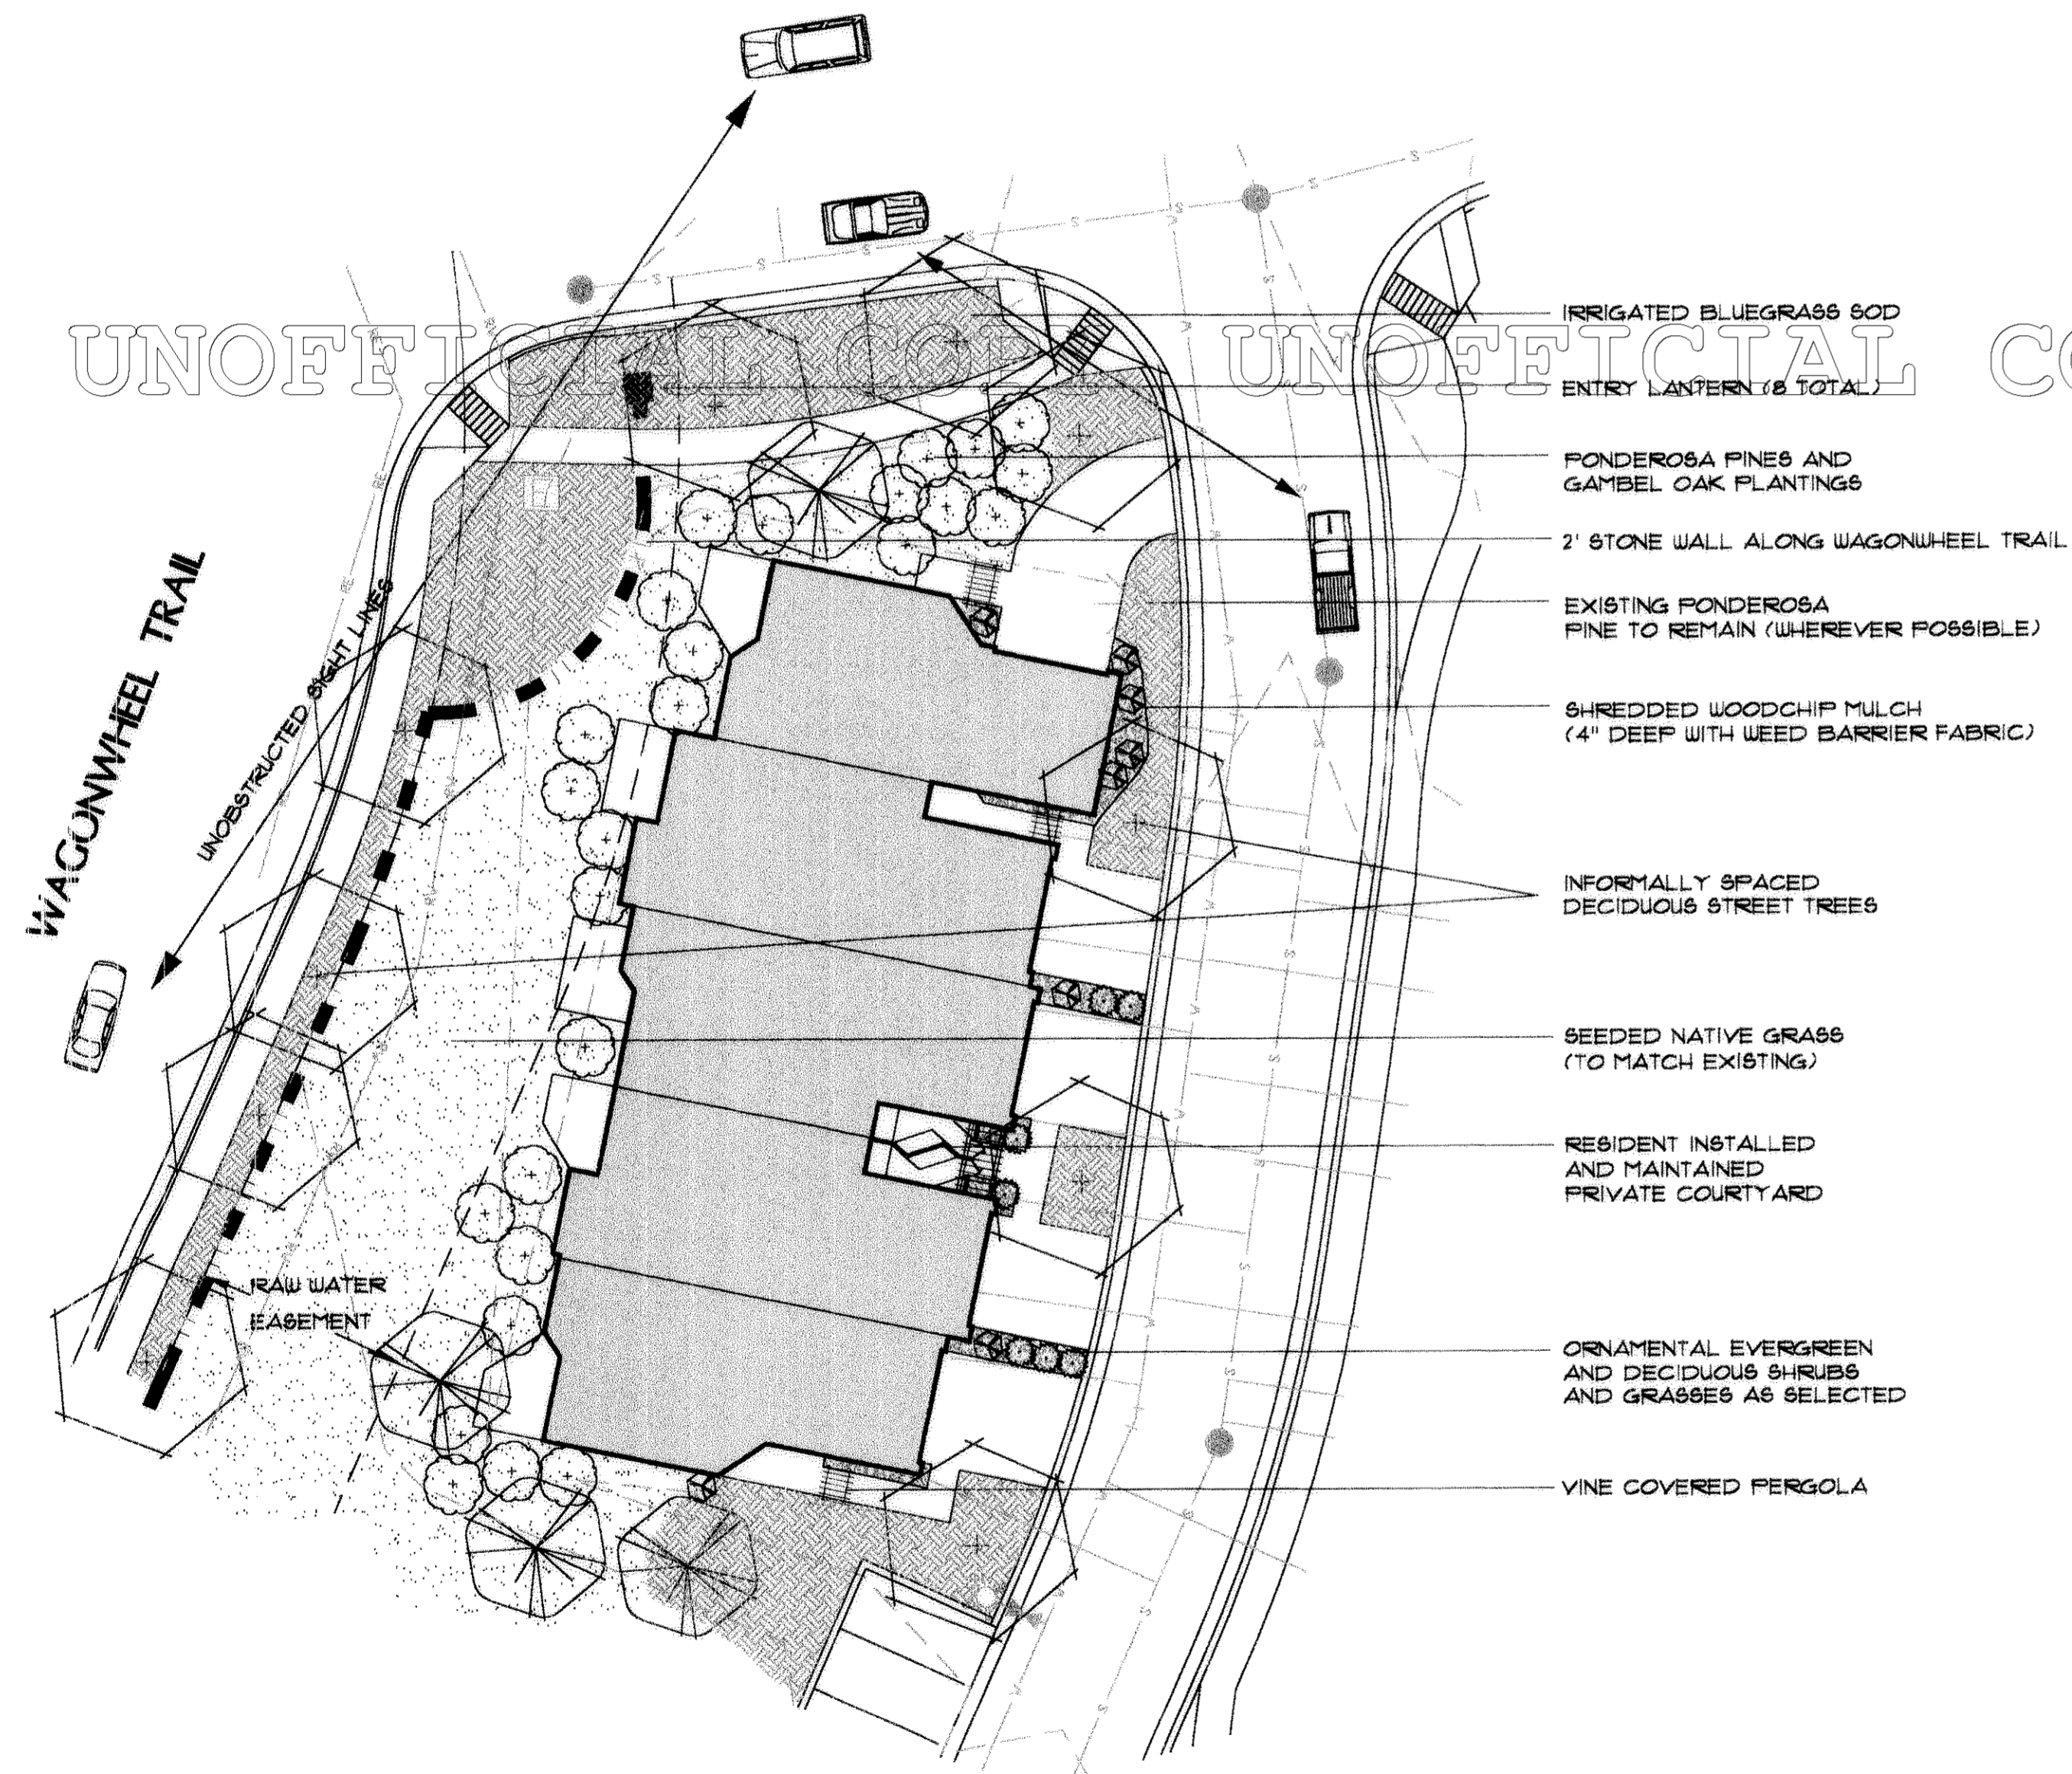 UNOFFICIAL COPY UNOFFICIAL CO
IRRIGATED BLUEGRASS SOD
ENTRY LANTERN (8 TOTAL)
PONDEROSA PINES AND
GAMBEL OAK PLANTINGS
2' STONE WALL ALONG WAGONWHEEL TRAIL
EXISTING PONDEROSA
PINE TO REMAIN (WHEREVER POSSIBLE)
SHREDDED WOODCHIP MULCH
(4" DEEP WITH WEED BARRIER FABRIC)
INFORMALLY SPACED
DECIDUOUS STREET TREES
SEEDED NATIVE GRASS
(TO MATCH EXISTING)
RESIDENT INSTALLED
AND MAINTAINED
PRIVATE COURTYARD
ORNAMENTAL EVERGREEN
AND DECIDUOUS SHRUBS
AND GRASSES AS SELECTED
VINE COVERED PERGOLA
WAGONWHEEL TRAIL
UNOBSTRUCTED SIGHT LINES
RAW WATER
EASEMENT